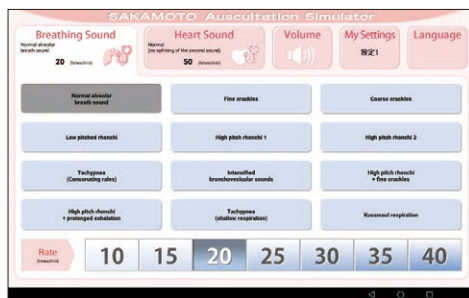 SAKAMOTO Auscultation Simulator
Breathing Sound
Normal alveolar
breath sound
20 (times/min)
Heart Sound
Normal
(no splitting of the second sound)
50 (times/min)
Volume
My Settings
設定1
Language
Normal alveolar
breath sound
Fine crackles
Coarse crackles
Low pitched rhonchi
High pitch rhonchi 1
High pitch rhonchi 2
Tachypnea
(Consonating rales)
Intensified
bronchovesicular sounds
High pitch rhonchi
+ fine crackles
High pitch rhonchi
+ prolonged exhalation
Tachypnea
(shallow respiration)
Kussmaul respiration
Rate
(times/min)
10 15 20 25 30 35 40